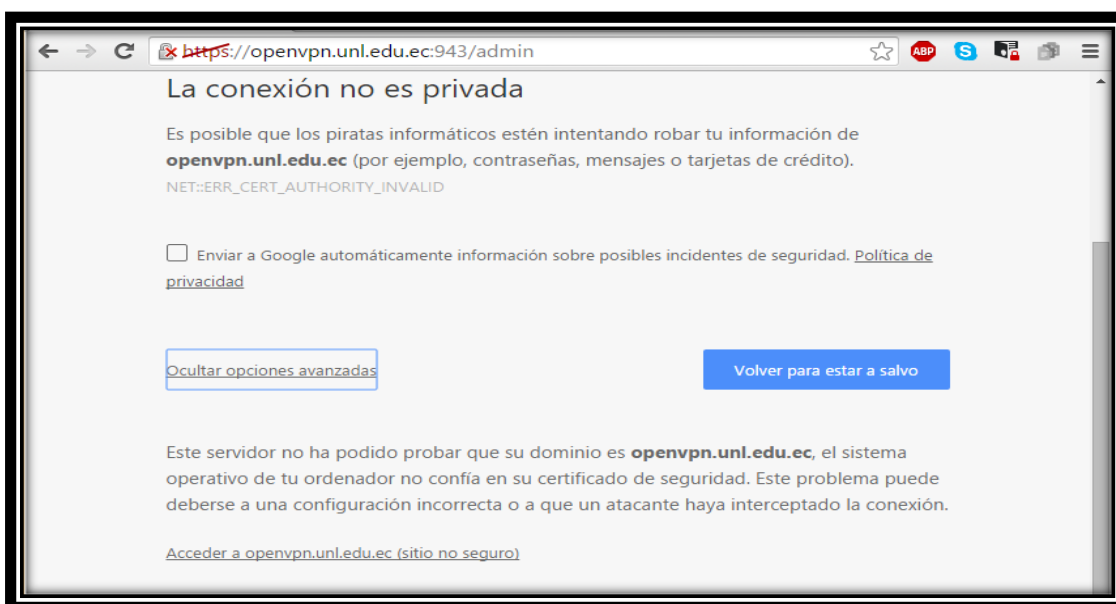 https://openvpn.unl.edu.ec:943/admin
ABP
La conexión no es privada
Es posible que los piratas informáticos estén intentando robar tu información de
openvpn.unl.edu.ec (por ejemplo, contraseñas, mensajes o tarjetas de crédito).
NET::ERR_CERT_AUTHORITY_INVALID
Enviar a Google automáticamente información sobre posibles incidentes de seguridad. Política de
privacidad
Ocultar opciones avanzadas
Volver para estar a salvo
Este servidor no ha podido probar que su dominio es openvpn.unl.edu.ec, el sistema
operativo de tu ordenador no confía en su certificado de seguridad. Este problema puede
deberse a una configuración incorrecta o a que un atacante haya interceptado la conexión.
Acceder a openvpn.unl.edu.ec (sitio no seguro)